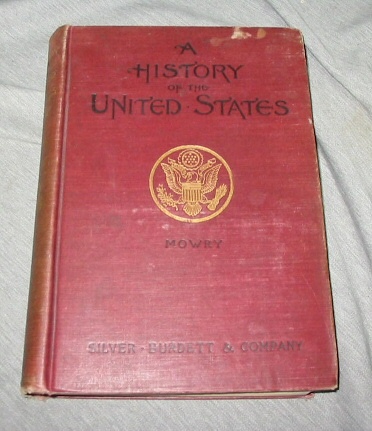 A
HISTORY
OF THE
UNITED STATES
MOWRY
SILVER · BURDETT & COMPANY